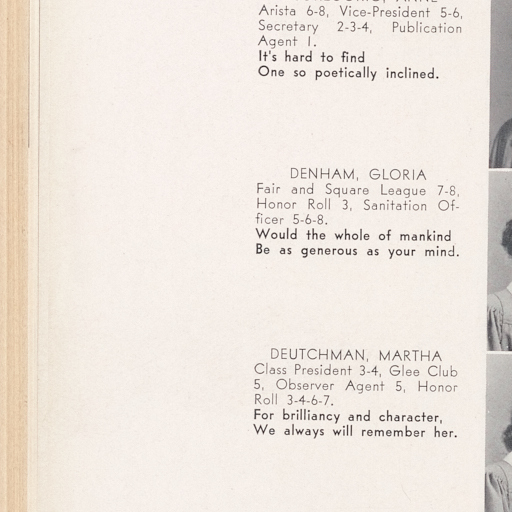 Arista 6-8, Vice-President 5-6,
Secretary 2-3-4, Publication
Agent 1.
It's hard to find
One so poetically inclined.
DENHAM, GLORIA
Fair and Square League 7-8,
Honor Roll 3, Sanitation Of-
ficer 5-6-8.
Would the whole of mankind
Be as generous as your mind.
DEUTCHMAN, MARTHA
Class President 3-4, Glee Club
5, Observer Agent 5, Honor
Roll 3-4-6-7.
For brilliancy and character,
We always will remember her.